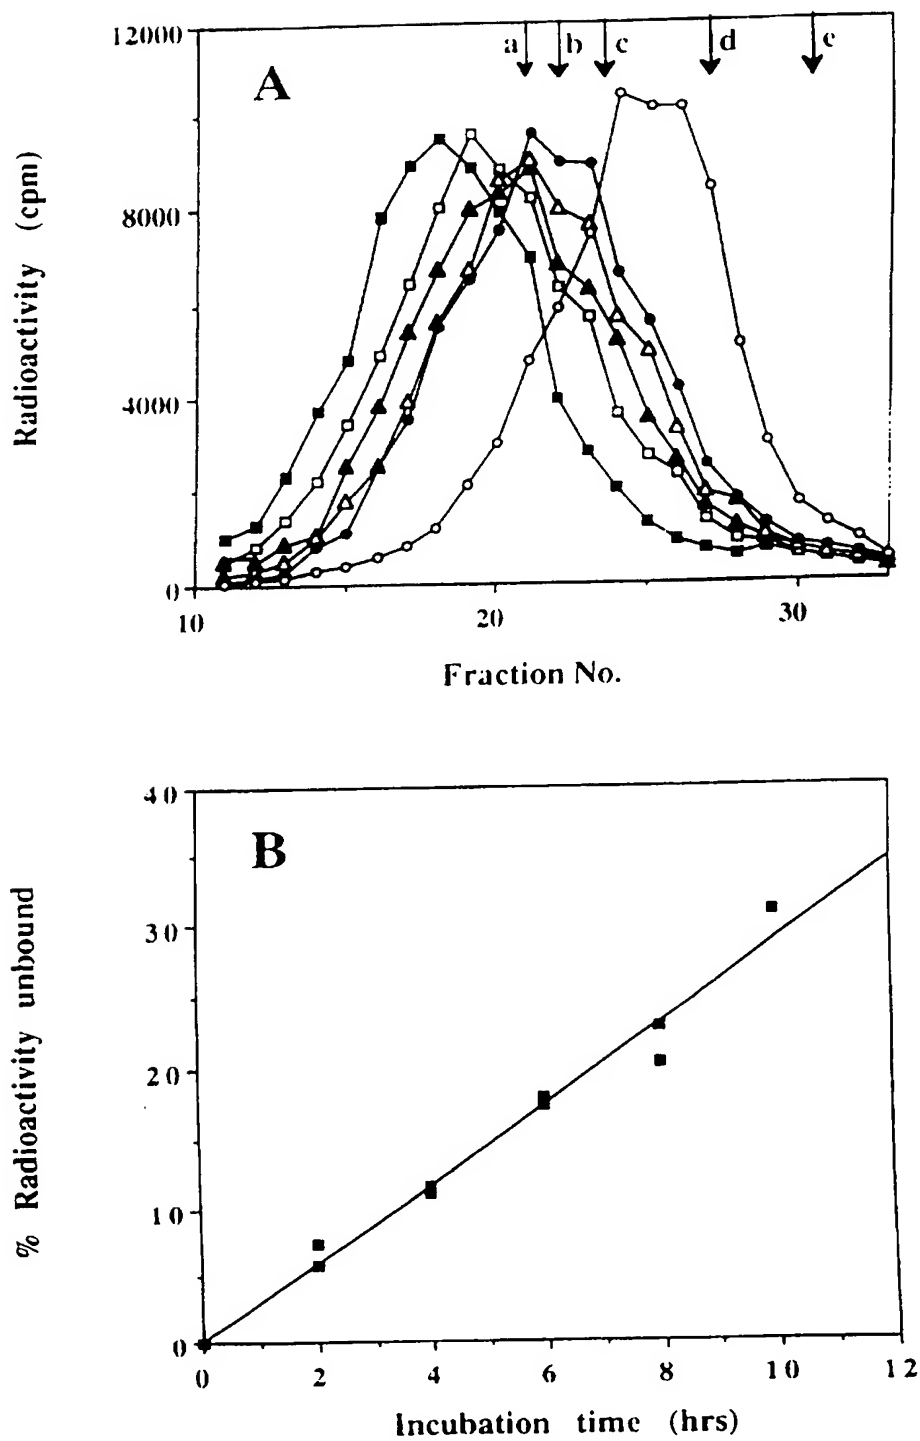 12000
8000
4000
0
Radioactivity (cpm)
A
a b c d e
10 20 30
Fraction No.
40
30
20
10
0
% Radioactivity unbound
B
0 2 4 6 8 10 12
Incubation time (hrs)